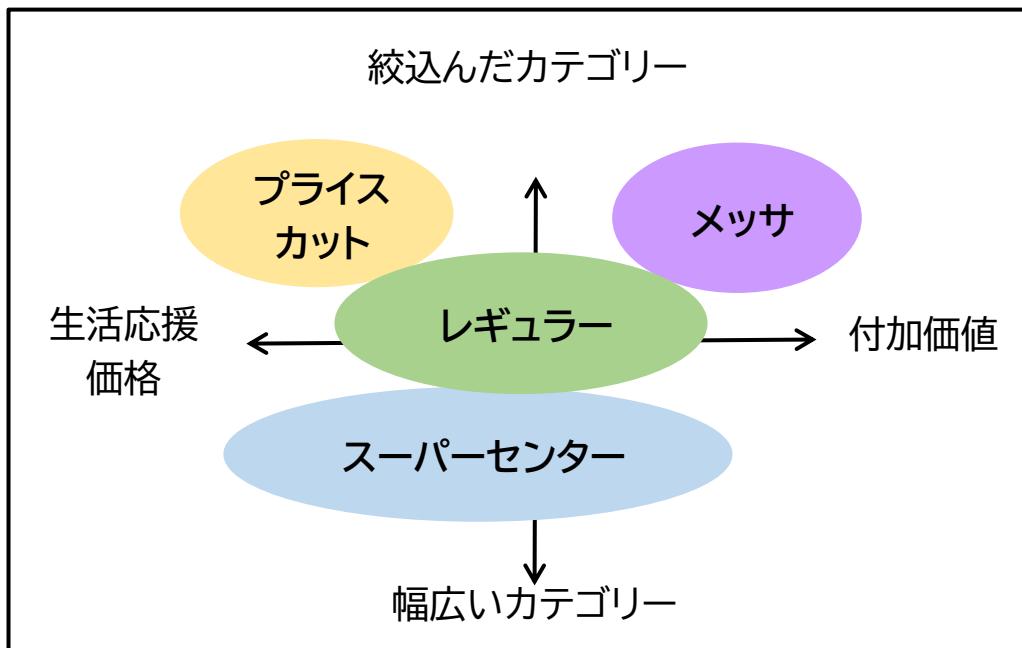 絞込んだカテゴリー
プライス
カット
メッサ
レギュラー
生活応援
価格
付加価値
スーパーセンター
幅広いカテゴリー